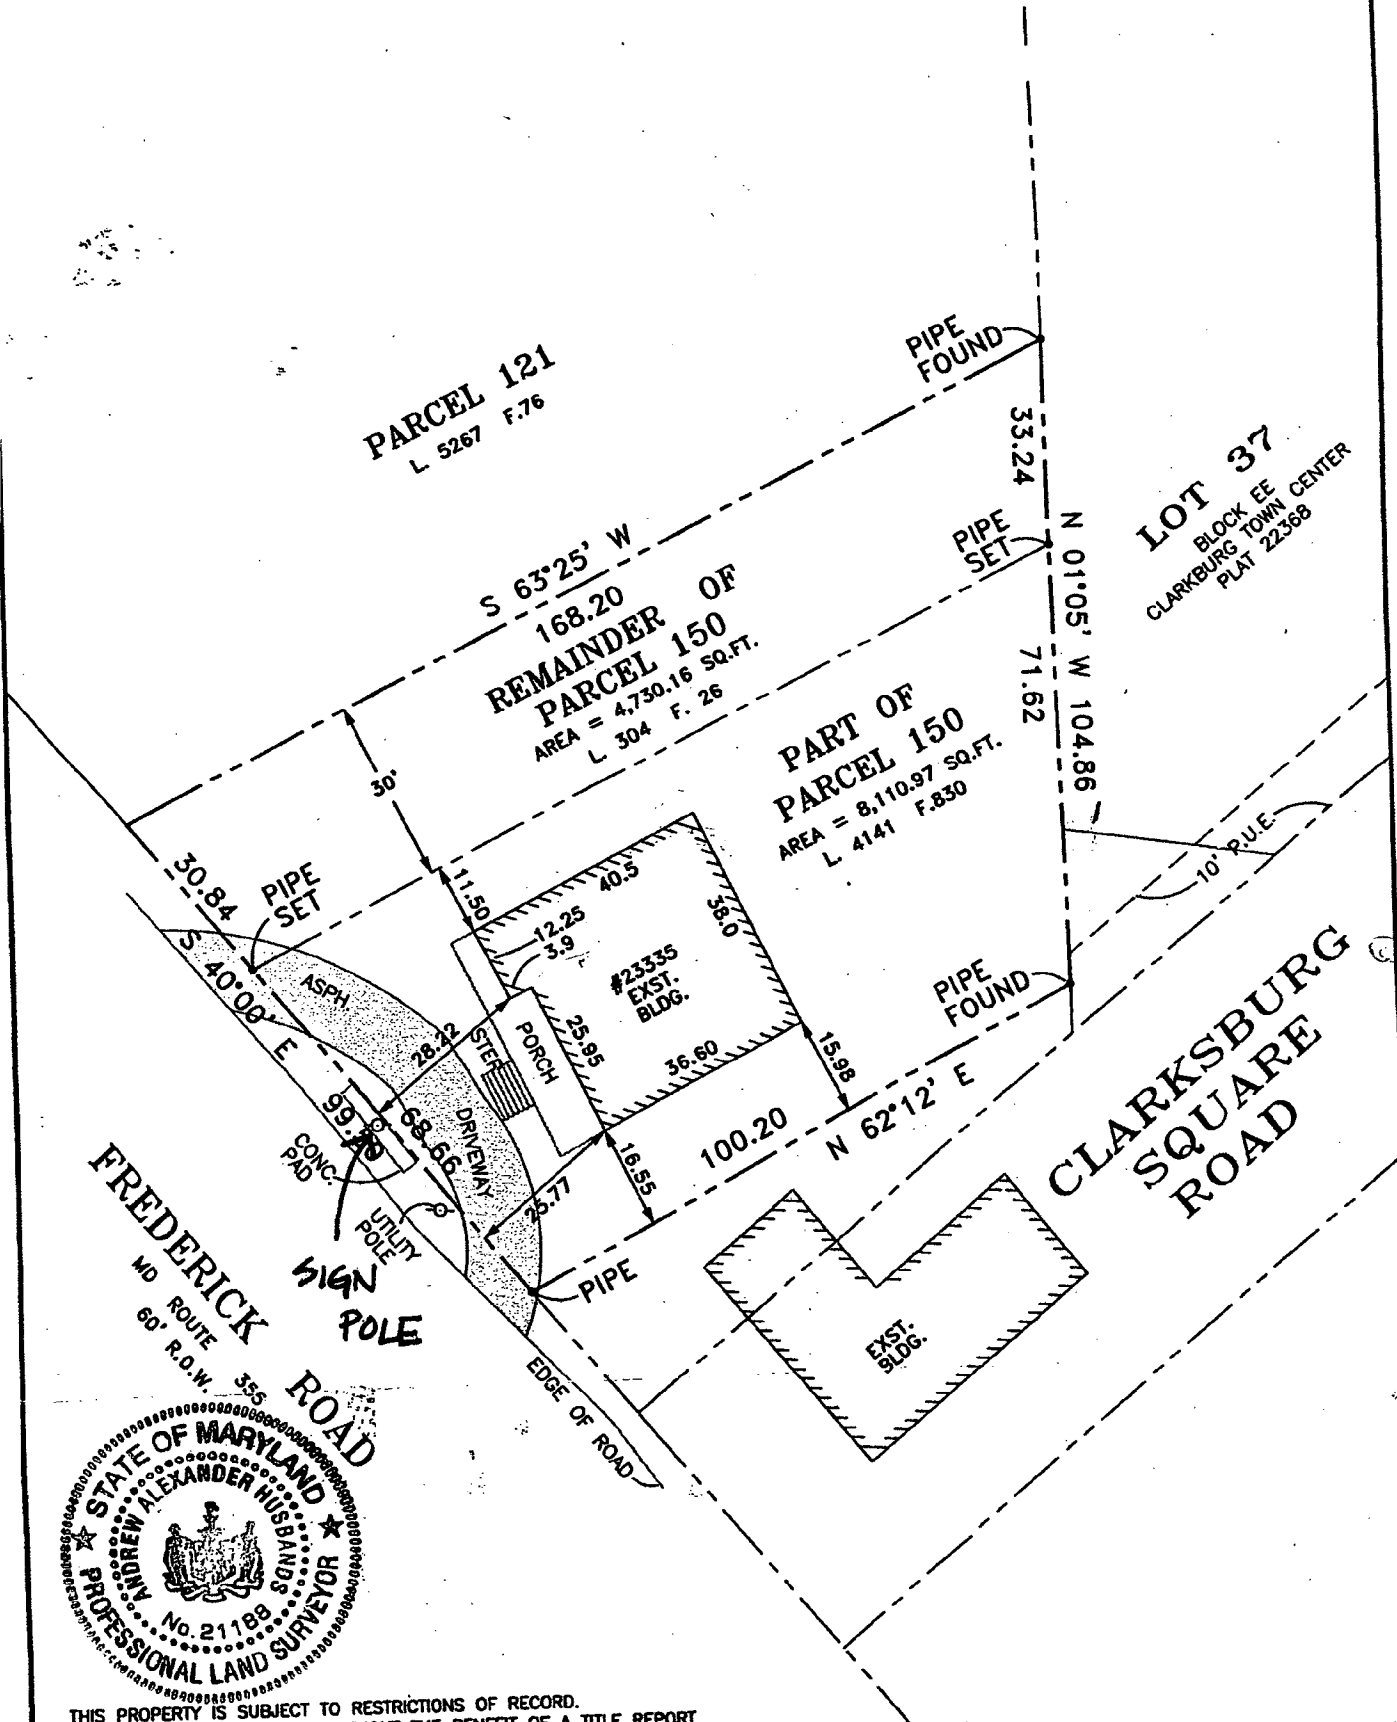 PARCEL 121
L. 5267 F.76
PIPE
FOUND
33.24
LOT 37
BLOCK EE
CLARKBURG TOWN CENTER
PLAT 22368
S 63°25' W
168.20
REMAINDER OF
PARCEL 150
AREA = 4,730.16 SQ.FT.
L. 304 F. 26
PIPE
SET
N 01°05' W 104.86
71.62
PART OF
PARCEL 150
AREA = 8,110.97 SQ.FT.
L. 4141 F.830
30'
30.84
PIPE
SET
11.50
40.5
38.0
12.25
3.9
#23335
EXST.
BLDG.
10' P.U.E.
S 40°00' E
ASPH.
28.22
STEP
PORCH
25.95
36.60
15.98
PIPE
FOUND
CLARKSBURG
SQUARE
ROAD
68.66
DRIVEWAY
CONC.
PAD
UTILITY
POLE
25.77
16.55
100.20
N 62°12' E
SIGN
POLE
PIPE
EXST.
BLDG.
FREDERICK ROAD
MD ROUTE 355
60' R.O.W.
EDGE OF ROAD
STATE OF MARYLAND
ANDREW ALEXANDER HUSBANDS
No. 21188
PROFESSIONAL LAND SURVEYOR
THIS PROPERTY IS SUBJECT TO RESTRICTIONS OF RECORD.
THE BENEFIT OF A TITLE REPORT